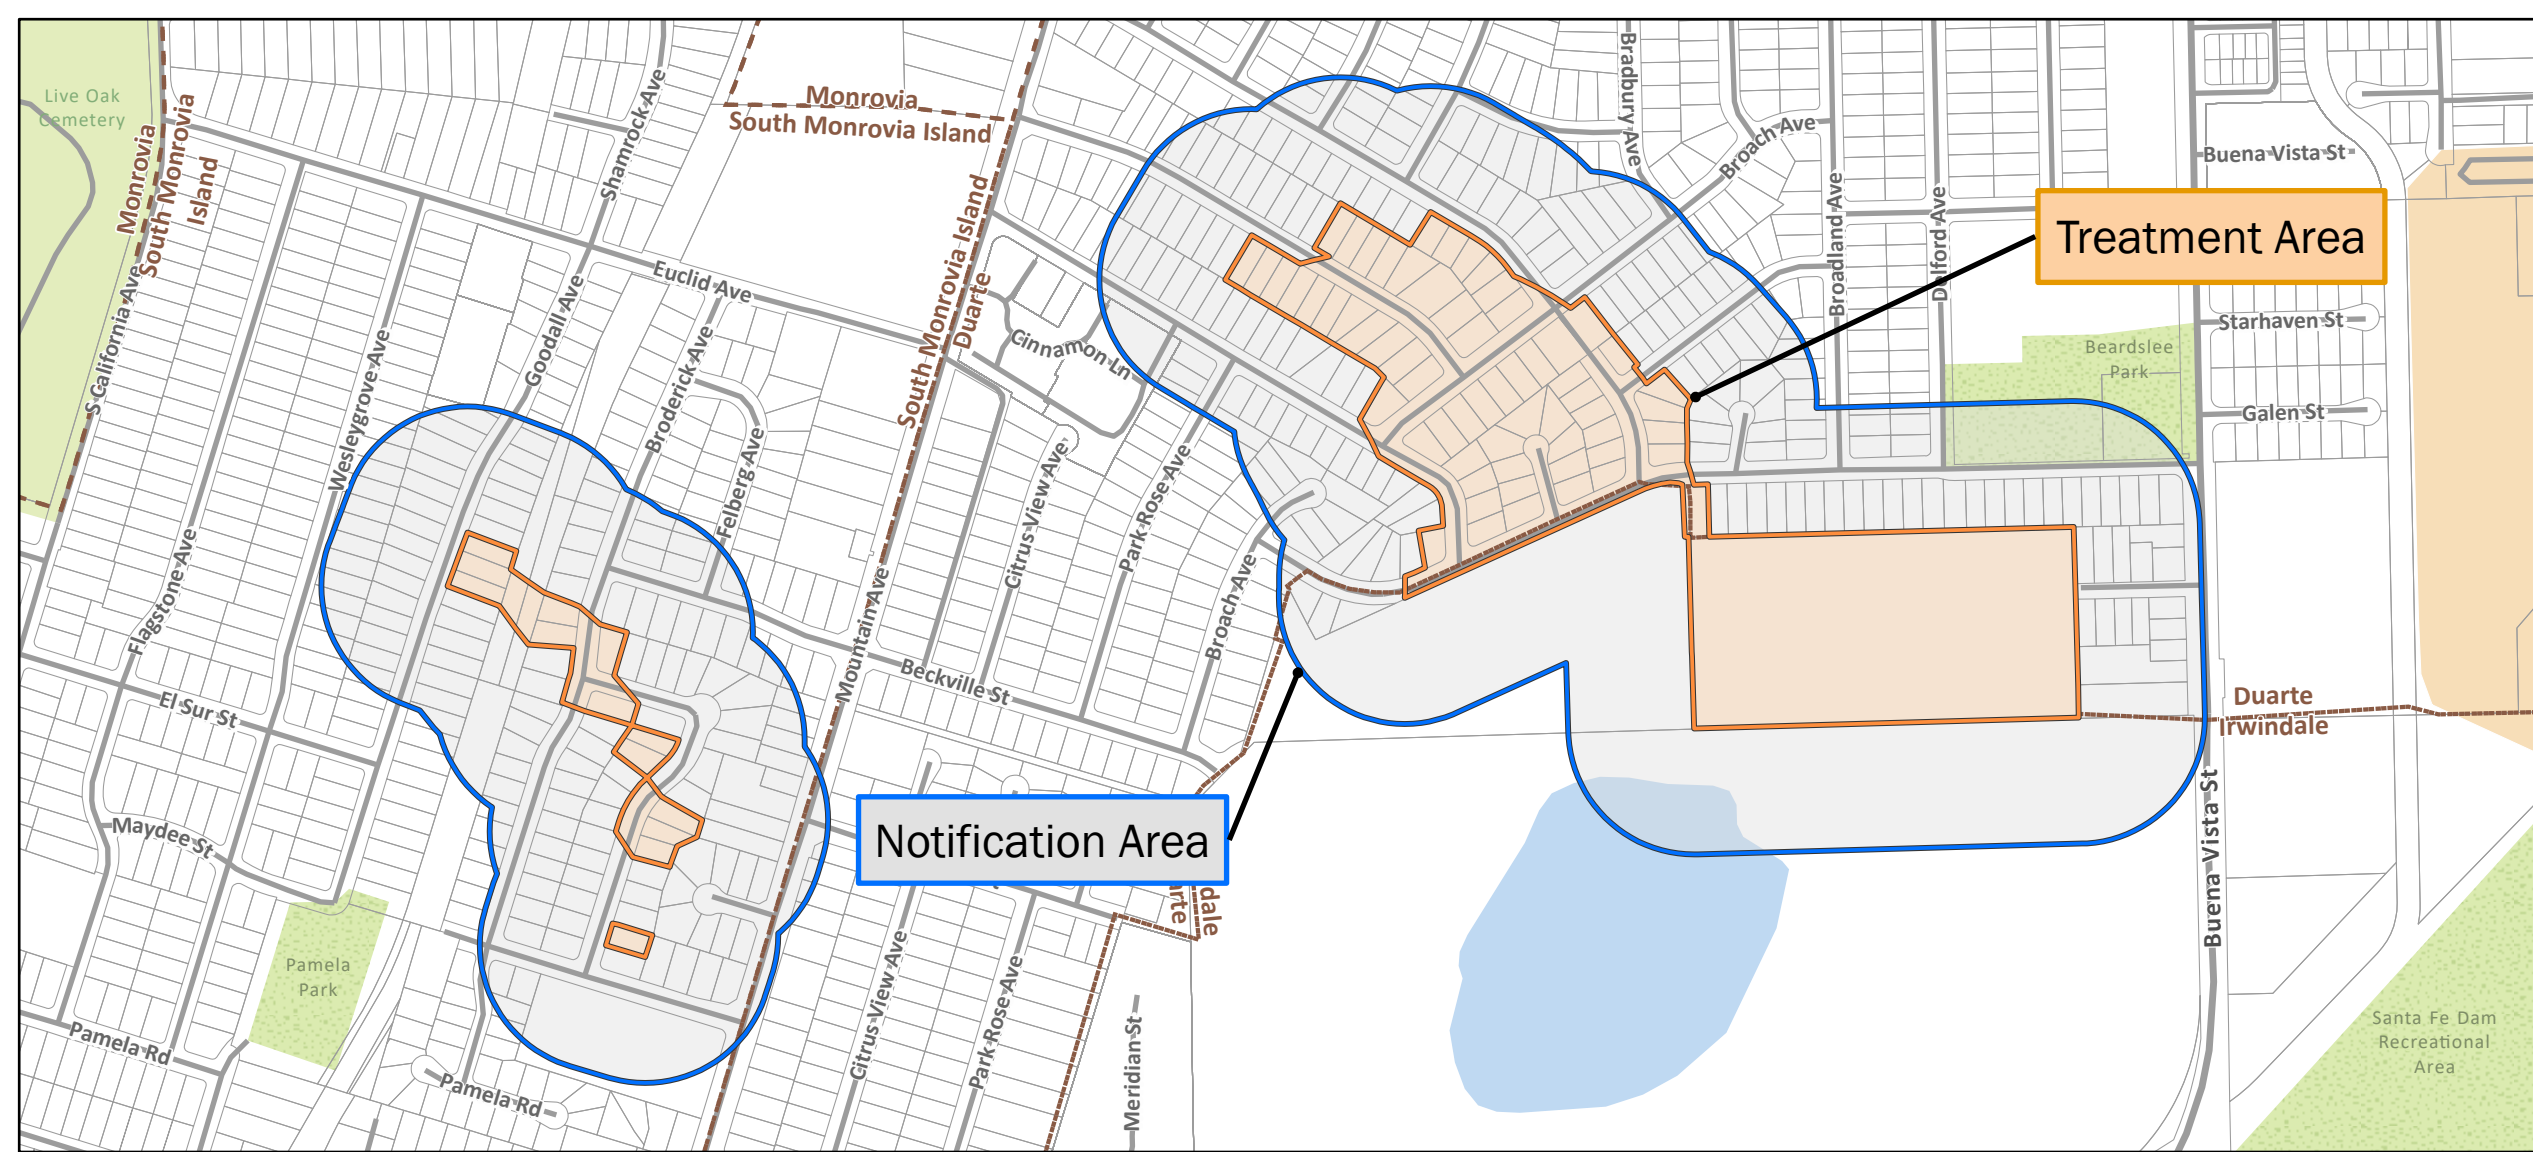 Live Oak
Cemetery
Monrovia
South Monrovia
Island
Shamrock Ave
Monrovia
South Monrovia Island
Bradbury Ave
Broach Ave
Buena Vista St
Treatment Area
Broadland Ave
Delford Ave
South Monrovia Island
Duarte
Euclid Ave
S California Ave
Goodall Ave
Wesleygrove Ave
Broderick Ave
Cinnamon Ln
Starhaven St
Beardslee
Park
Galen St
Felberg Ave
Citrus View Ave
Park Rose Ave
Flagstone Ave
Broach Ave
Mountain Ave
Beckville St
El Sur St
Duarte
Irwindale
Maydee St
Notification Area
Buena Vista St
arte
dale
Pamela
Park
Citrus View Ave
Park Rose Ave
Meridian St
Pamela Rd
Pamela Rd
Santa Fe Dam
Recreational
Area